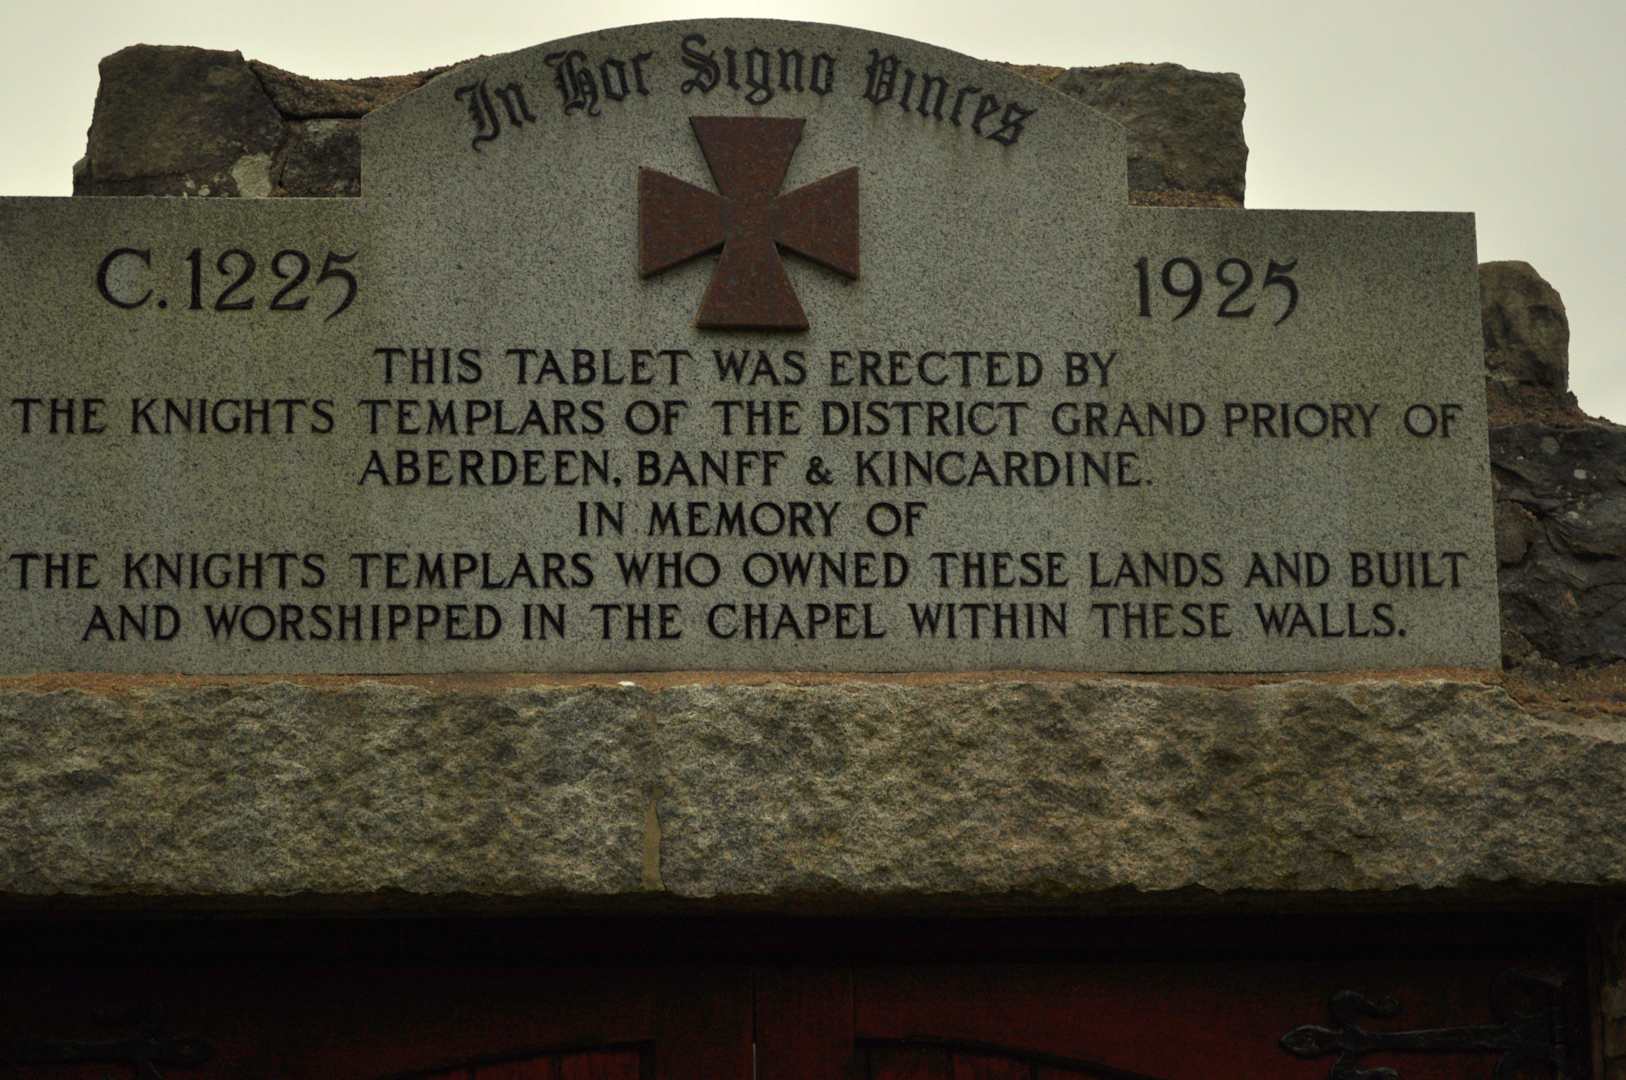 In Hoc Signo Vinces
C. 1225 1925
THIS TABLET WAS ERECTED BY
THE KNIGHTS TEMPLARS OF THE DISTRICT GRAND PRIORY OF
ABERDEEN, BANFF & KINCARDINE.
IN MEMORY OF
THE KNIGHTS TEMPLARS WHO OWNED THESE LANDS AND BUILT
AND WORSHIPPED IN THE CHAPEL WITHIN THESE WALLS.